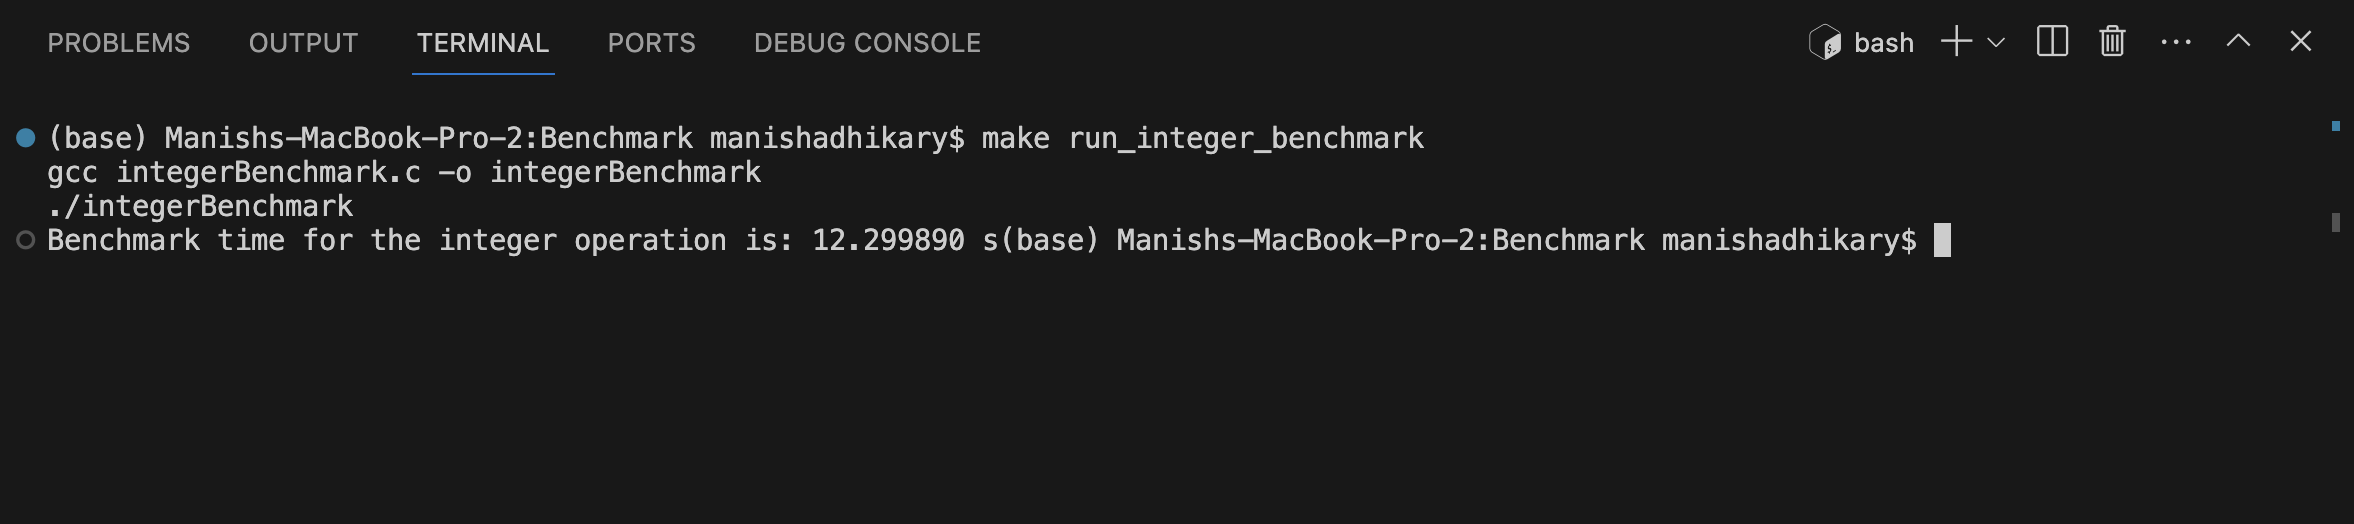 PROBLEMS OUTPUT TERMINAL PORTS DEBUG CONSOLE bash
(base) Manishs-MacBook-Pro-2:Benchmark manishadhikary$ make run_integer_benchmark
gcc integerBenchmark.c -o integerBenchmark
./integerBenchmark
Benchmark time for the integer operation is: 12.299890 s(base) Manishs-MacBook-Pro-2:Benchmark manishadhikary$